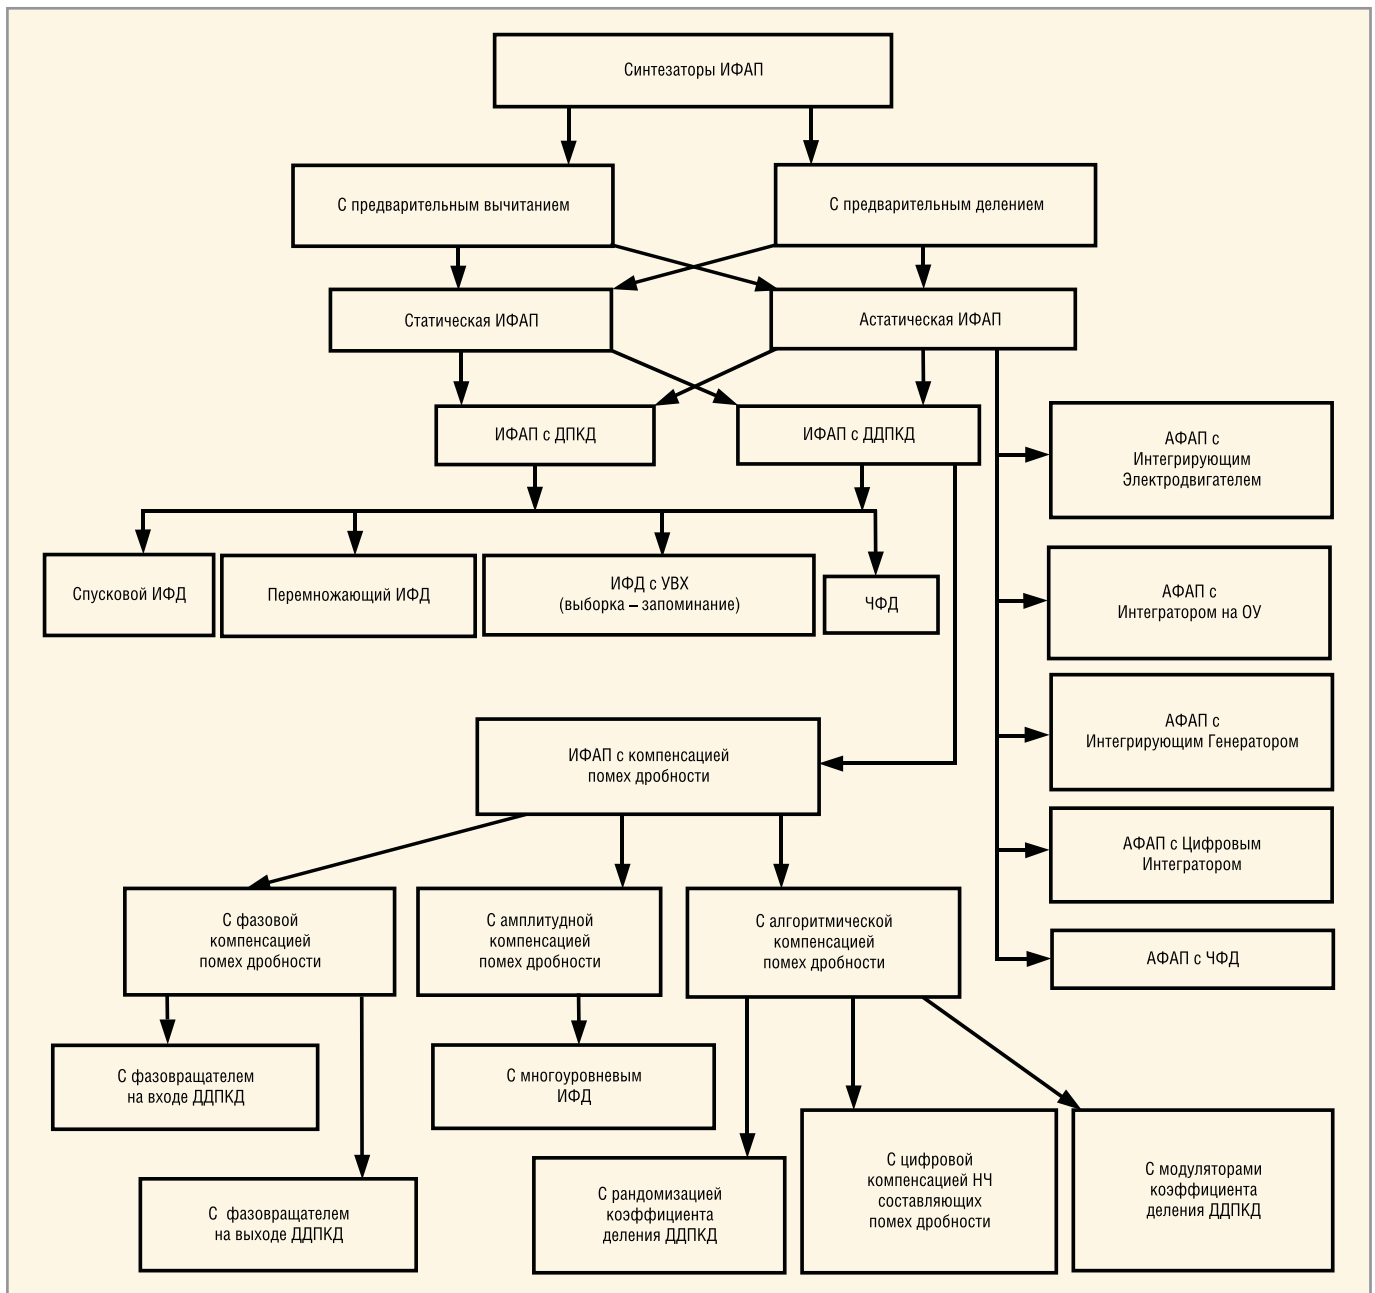 Синтезаторы ИФАП
С предварительным вычитанием
С предварительным делением
Статическая ИФАП
Астатическая ИФАП
ИФАП с ДПКД
ИФАП с ДДПКД
АФАП с
Интегрирующим
Электродвигателем
Спусковой ИФД
Перемножающий ИФД
ИФД с УВХ
(выборка – запоминание)
ЧФД
АФАП с
Интегратором на ОУ
АФАП с
Интегрирующим Генератором
ИФАП с компенсацией
помех дробности
АФАП с Цифровым
Интегратором
С фазовой
компенсацией
помех дробности
С амплитудной
компенсацией
помех дробности
С алгоритмической
компенсацией
помех дробности
АФАП с ЧФД
С фазовращателем
на входе ДДПКД
С многоуровневым
ИФД
С фазовращателем
на выходе ДДПКД
С рандомизацией
коэффициента
деления ДДПКД
С цифровой
компенсацией НЧ
составляющих
помех дробности
С модуляторами
коэффициента
деления ДДПКД